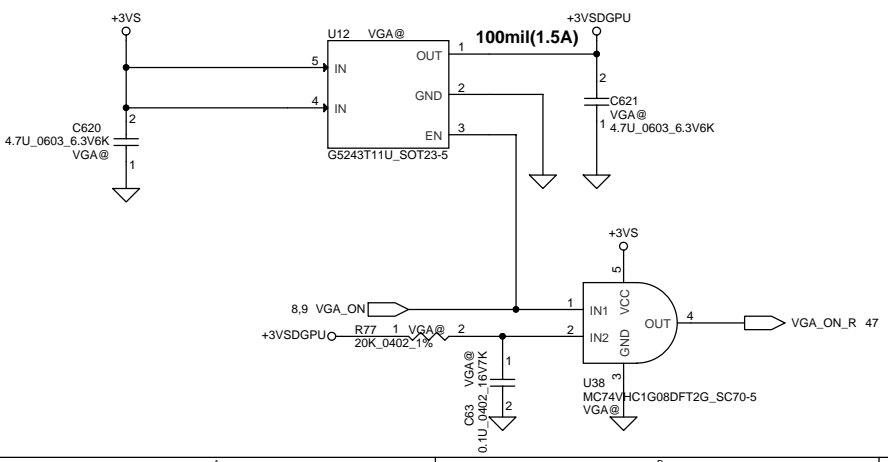 +3VS
U12 VGA@
100mil(1.5A)
+3VSDGPU
5 IN
OUT 1
4 IN
GND 2
EN 3
G5243T11U_SOT23-5
2
C620
4.7U_0603_6.3V6K
VGA@
1
2
C621
VGA@
1
4.7U_0603_6.3V6K
+3VS
5
VCC
8,9 VGA_ON
1 IN1
2 IN2
OUT 4
VGA_ON_R 47
GND
3
+3VSDGPU
R77 1 VGA@ 2
20K_0402_1%
1
VGA@
C63
0.1U_0402_16V7K
2
U38
MC74VHC1G08DFT2G_SC70-5
VGA@